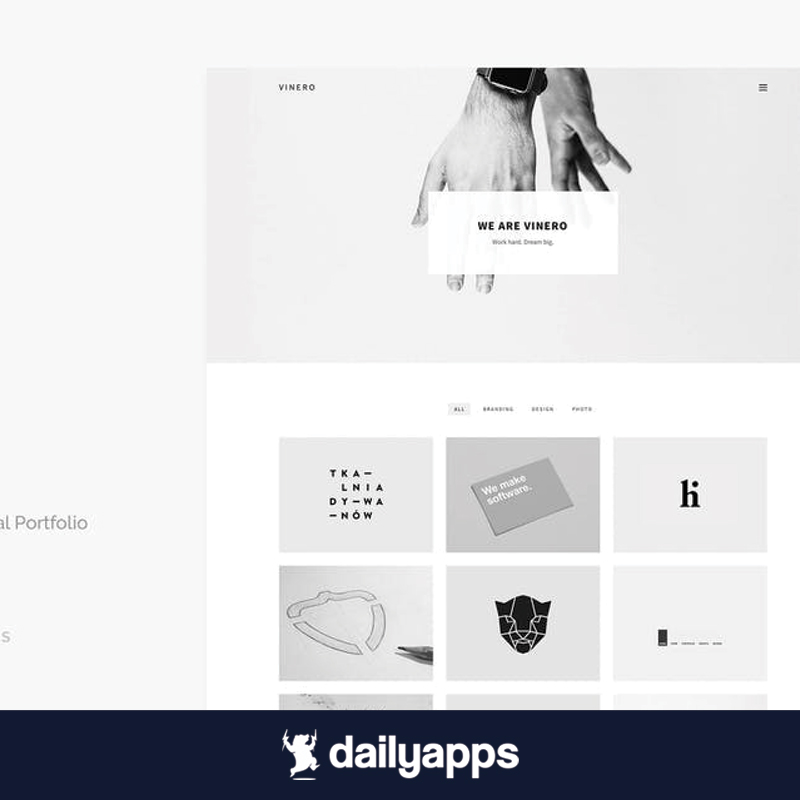 VINERO
WE ARE VINERO
Work hard. Dream big.
ALL BRANDING DESIGN PHOTO
TKA—
LNIA
DY—WA
—NÓW
We make
software.
hi
al Portfolio
s
dailyapps